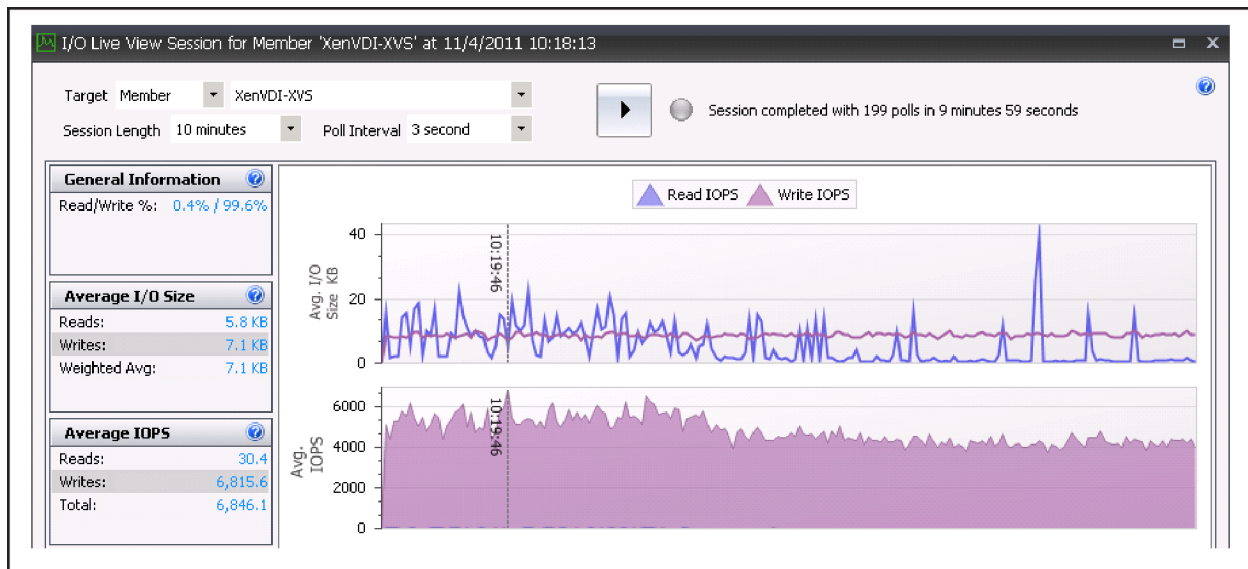 I/O Live View Session for Member 'XenVDI-XVS' at 11/4/2011 10:18:13
Target Member XenVDI-XVS
Session Length 10 minutes Poll Interval 3 second
Session completed with 199 polls in 9 minutes 59 seconds
General Information
Read/Write %: 0.4% / 99.6%
Average I/O Size
Reads: 5.8 KB
Writes: 7.1 KB
Weighted Avg: 7.1 KB
Average IOPS
Reads: 30.4
Writes: 6,815.6
Total: 6,846.1
Read IOPS Write IOPS
Avg. I/O
Size KB
40
20
0
10:19:46
Avg.
IOPS
6000
4000
2000
0
10:19:46